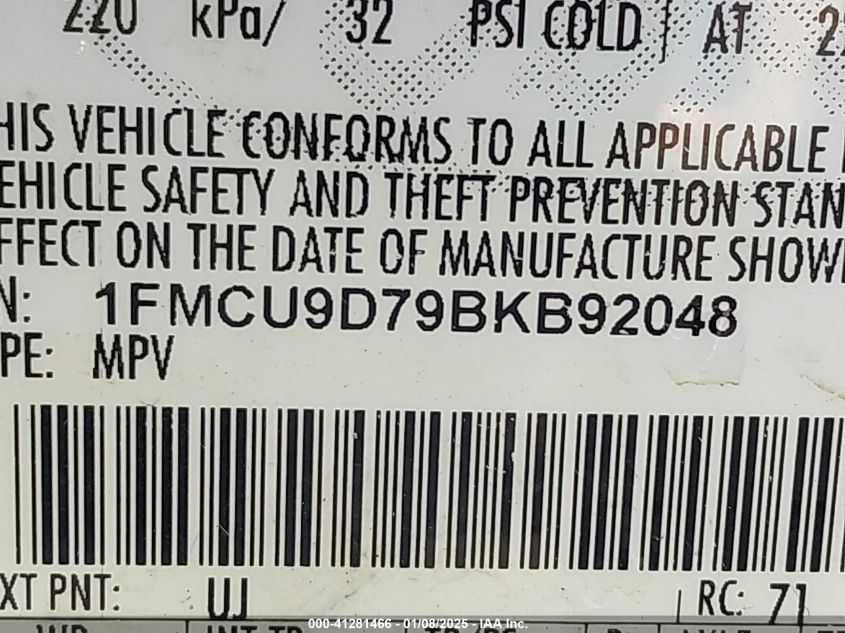 220 kPa/ 32 PSI COLD AT
HIS VEHICLE CONFORMS TO ALL APPLICABLE
EHICLE SAFETY AND THEFT PREVENTION STAN
FFECT ON THE DATE OF MANUFACTURE SHOW
N: 1FMCU9D79BKB92048
PE: MPV
XT PNT: UJ RC: 71
000-41281466 - 01/08/2025 - IAA Inc.